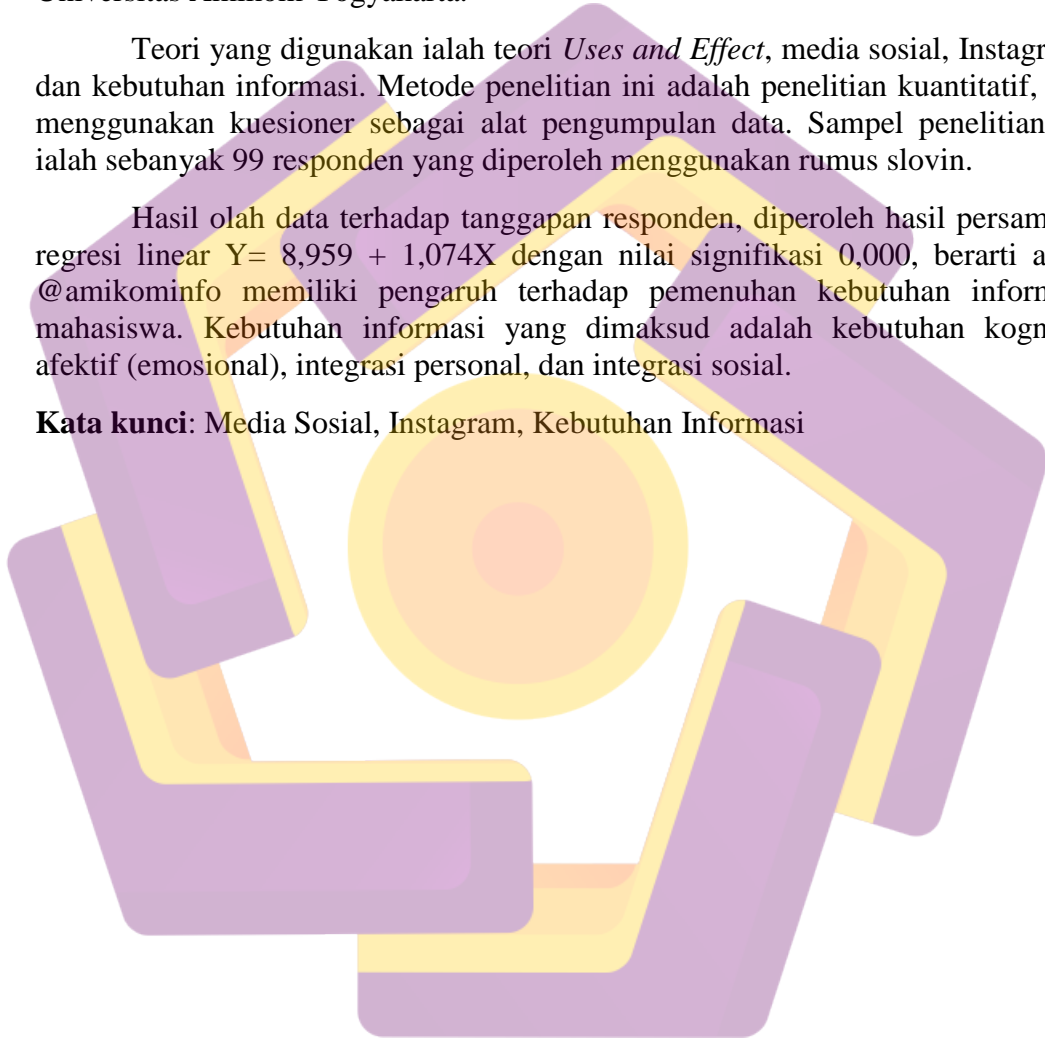 Teori yang digunakan ialah teori Uses and Effect, media sosial, Instagr
dan kebutuhan informasi. Metode penelitian ini adalah penelitian kuantitatif,
menggunakan kuesioner sebagai alat pengumpulan data. Sampel penelitian
ialah sebanyak 99 responden yang diperoleh menggunakan rumus slovin.
Hasil olah data terhadap tanggapan responden, diperoleh hasil persam
regresi linear Y= 8,959 + 1,074X dengan nilai signifikasi 0,000, berarti a
@amikominfo memiliki pengaruh terhadap pemenuhan kebutuhan inform
mahasiswa. Kebutuhan informasi yang dimaksud adalah kebutuhan kogn
afektif (emosional), integrasi personal, dan integrasi sosial.
Kata kunci: Media Sosial, Instagram, Kebutuhan Informasi